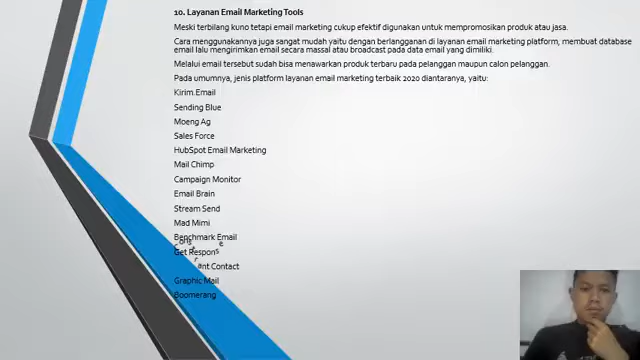 10. Layanan Email Marketing Tools
Meski terbilang kuno tetapi email marketing cukup efektif digunakan untuk mempromosikan produk atau jasa.
Cara menggunakannya juga sangat mudah yaitu dengan berlangganan di layanan email marketing platform, membuat database
email lalu mengirimkan email secara massal atau broadcast pada data email yang dimiliki.
Melalui email tersebut sudah bisa menawarkan produk terbaru pada pelanggan maupun calon pelanggan.
Pada umumnya, jenis platform layanan email marketing terbaik 2020 diantaranya, yaitu:
Kirim.Email
Sending Blue
Moeng Ag
Sales Force
HubSpot Email Marketing
Mail Chimp
Campaign Monitor
Email Brain
Stream Send
Mad Mimi
Benchmark Email
Get Response
Contact
Graphic Mail
Boomerang